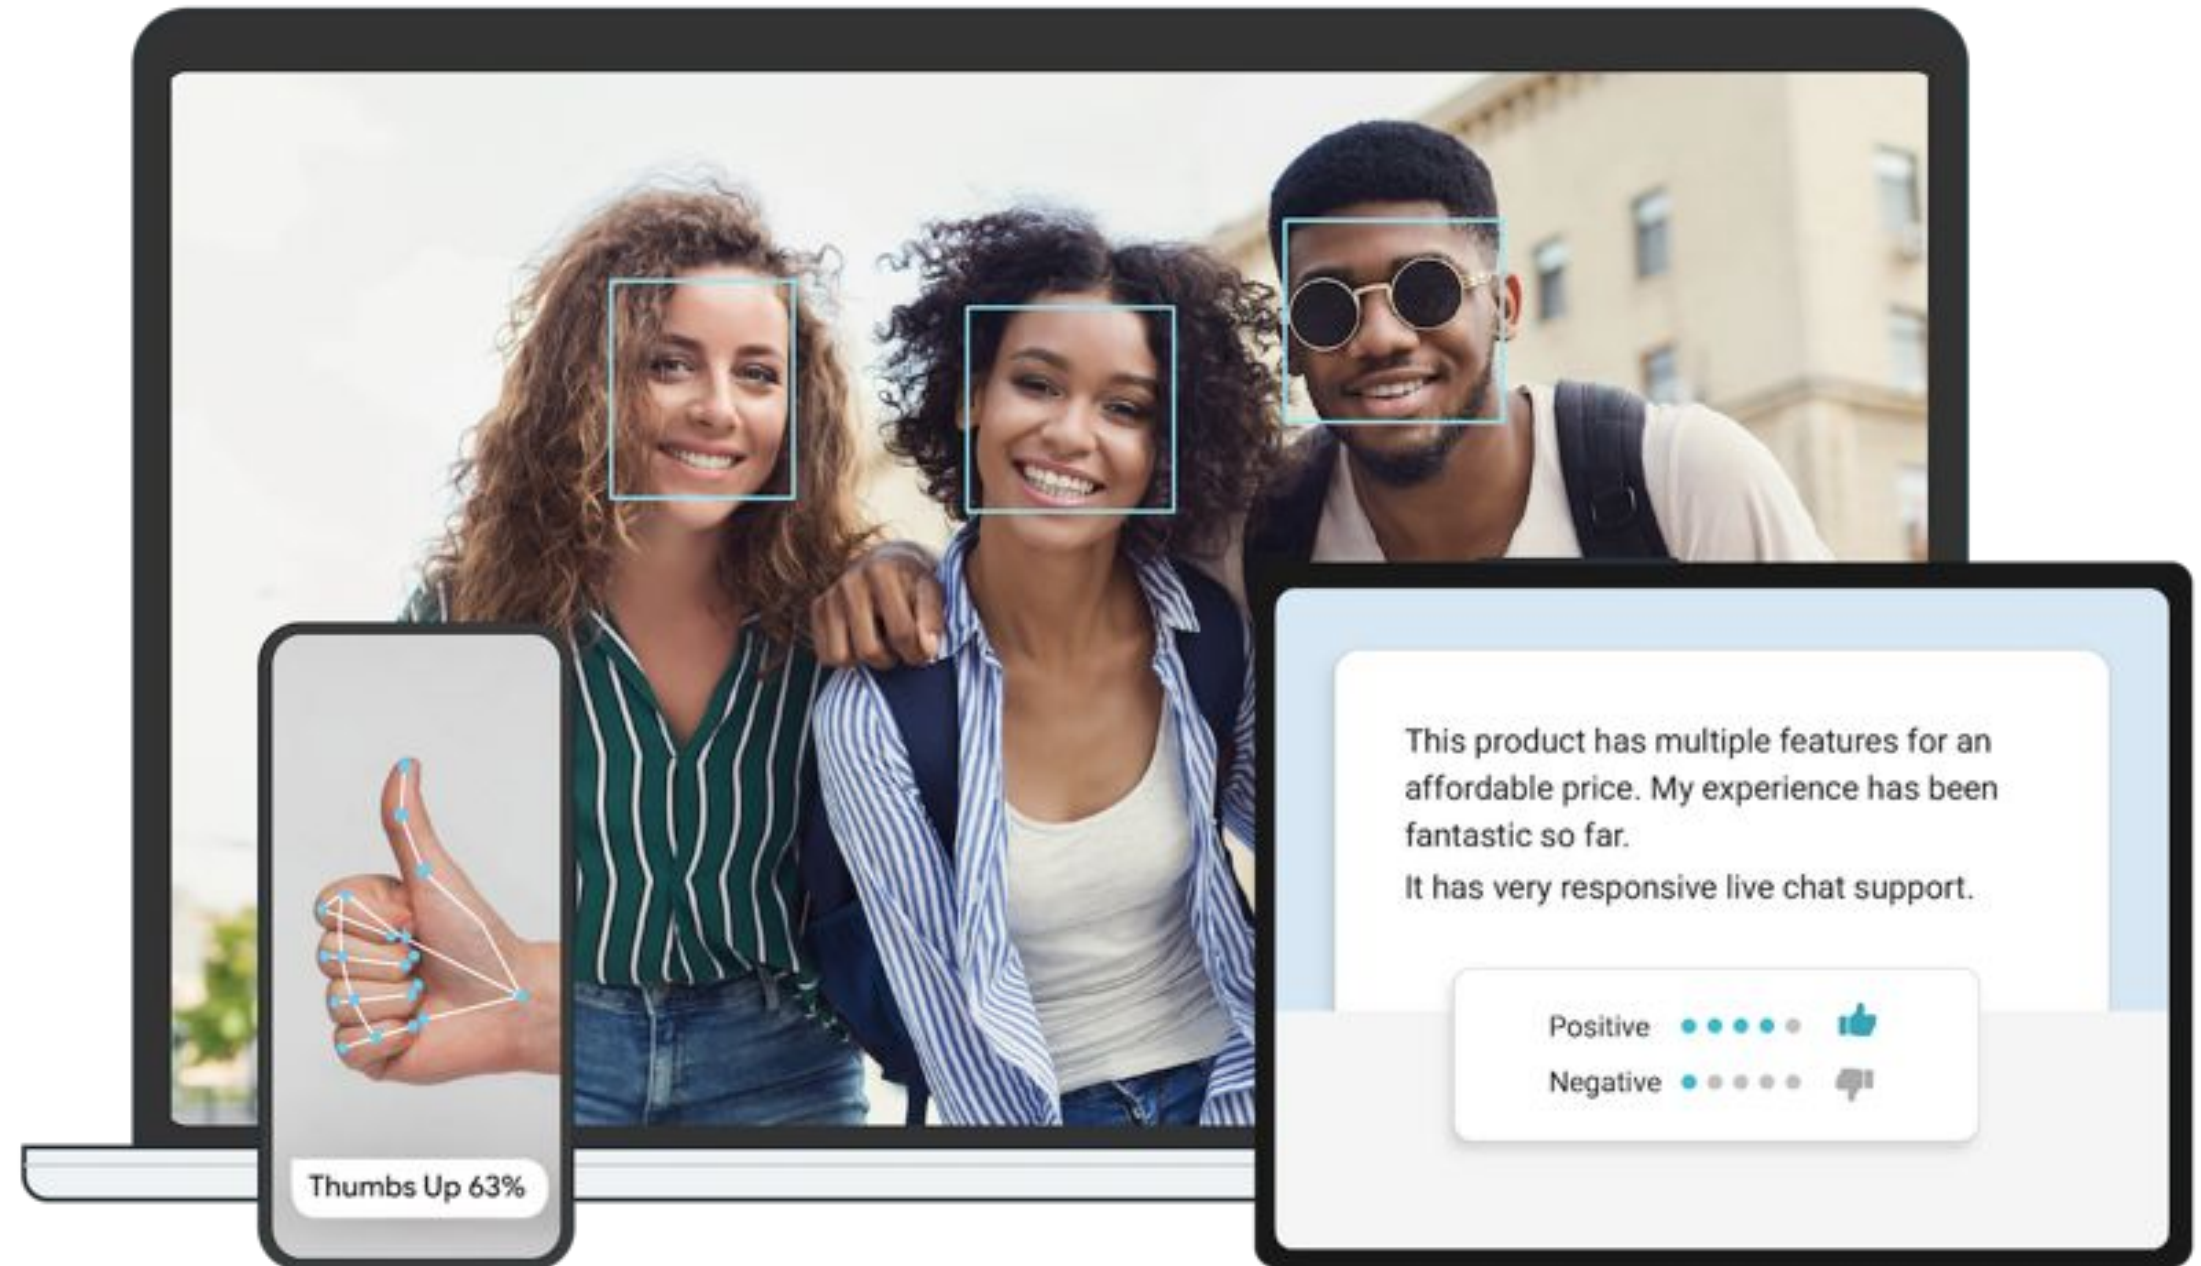 This product has multiple features for an
affordable price. My experience has been
fantastic so far.
It has very responsive live chat support.
Positive
Negative
Thumbs Up 63%